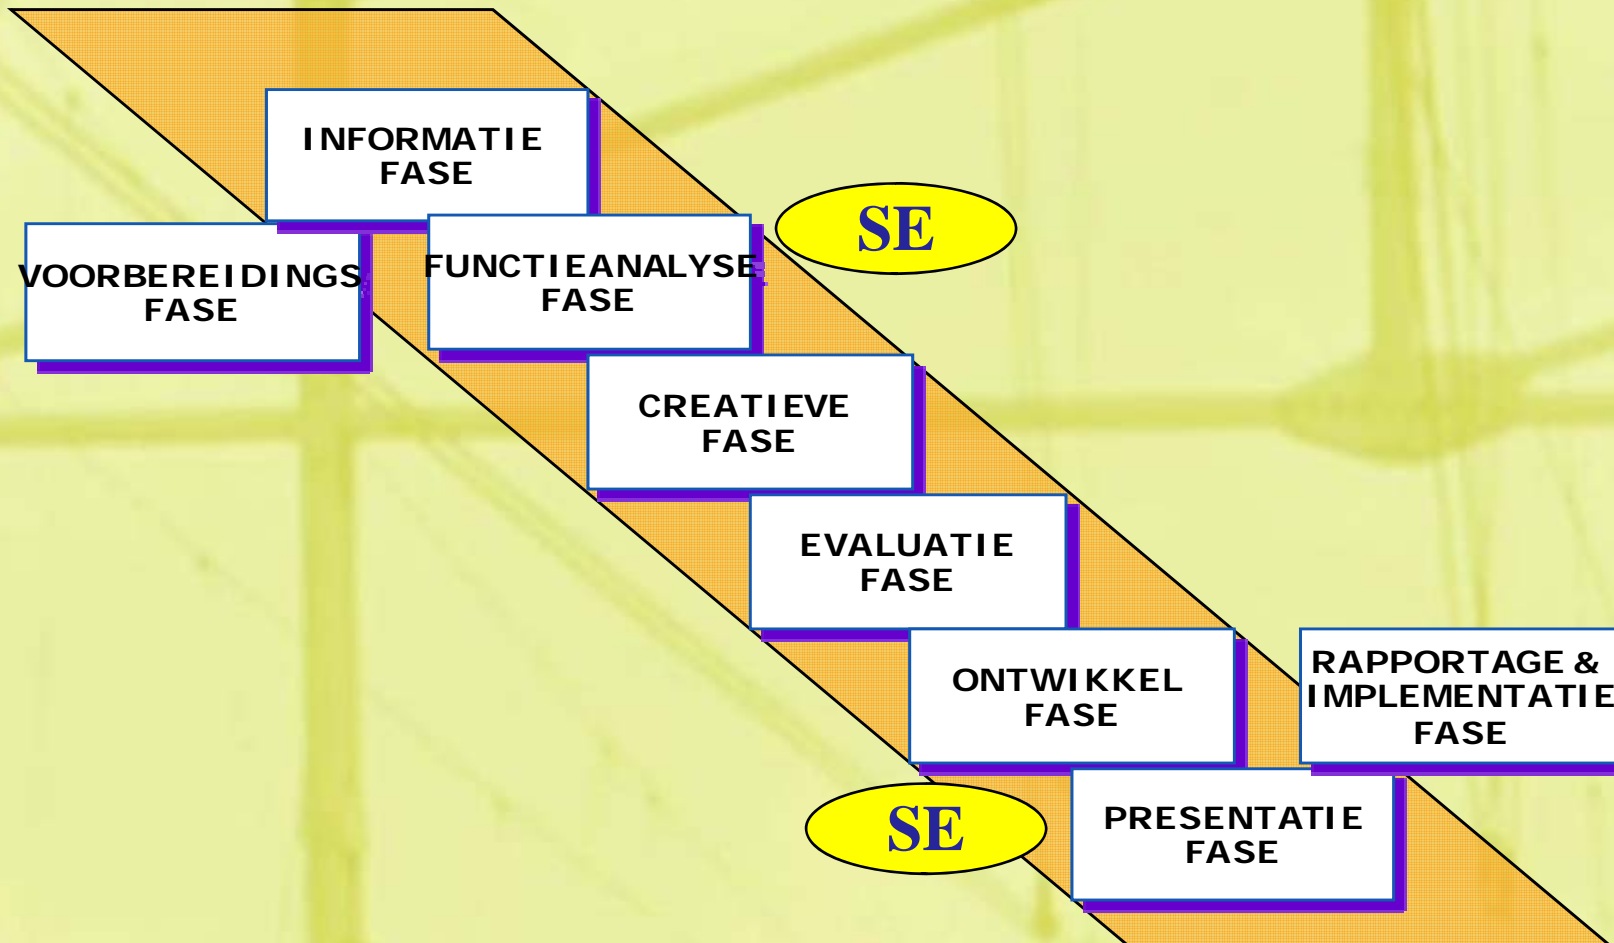 INFORMATIE
FASE
VOORBEREIDINGS
FASE
FUNCTIEANALYSE
FASE
SE
CREATIEVE
FASE
EVALUATIE
FASE
ONTWIKKEL
FASE
RAPPORTAGE &
IMPLEMENTATIE
FASE
SE
PRESENTATIE
FASE